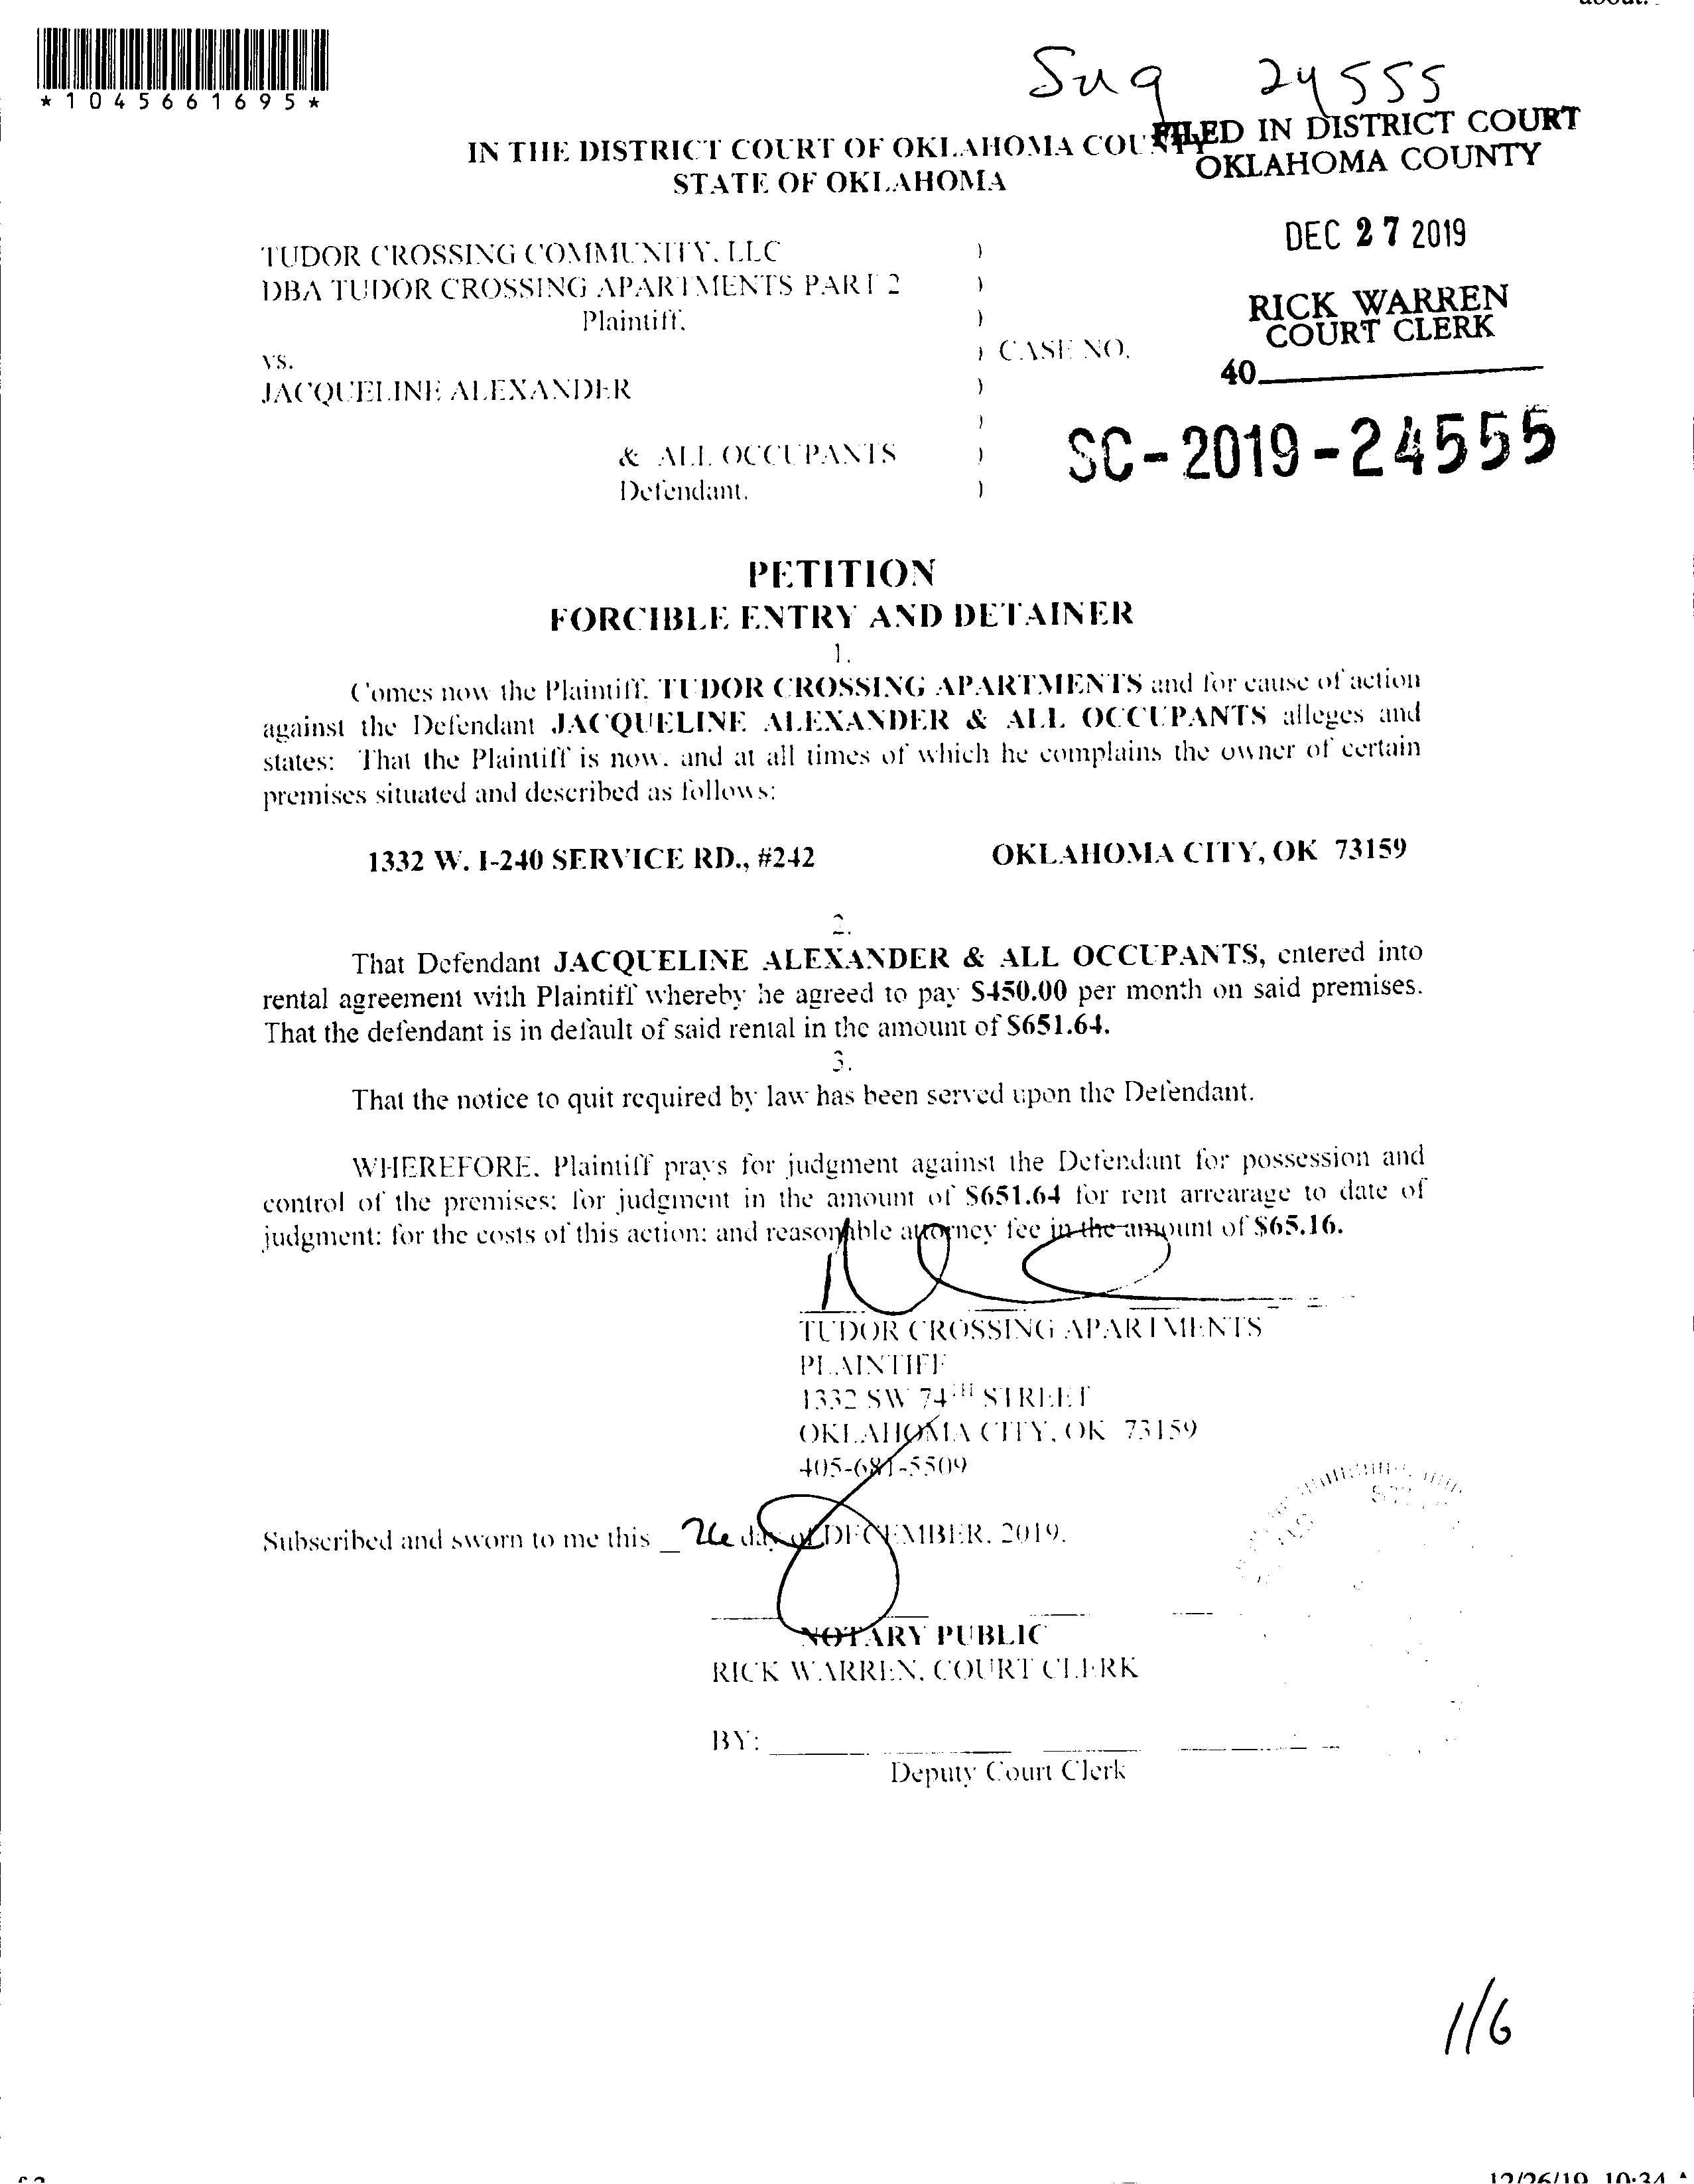 *1045661695*
Sug 24555
IN THE DISTRICT COURT OF OKLAHOMA COUNTY
STATE OF OKLAHOMA
FILED IN DISTRICT COURT
OKLAHOMA COUNTY
DEC 27 2019
RICK WARREN
COURT CLERK
40
TUDOR CROSSING COMMUNITY, LLC )
DBA TUDOR CROSSING APARTMENTS PART 2 )
Plaintiff, )
vs. ) CASE NO.
JACQUELINE ALEXANDER )
)
& ALL OCCUPANTS )
Defendant. )
SC-2019-24555
PETITION
FORCIBLE ENTRY AND DETAINER
1.
Comes now the Plaintiff, TUDOR CROSSING APARTMENTS and for cause of action
against the Defendant JACQUELINE ALEXANDER & ALL OCCUPANTS alleges and
states: That the Plaintiff is now, and at all times of which he complains the owner of certain
premises situated and described as follows:
1332 W. I-240 SERVICE RD., #242 OKLAHOMA CITY, OK 73159
2.
That Defendant JACQUELINE ALEXANDER & ALL OCCUPANTS, entered into
rental agreement with Plaintiff whereby he agreed to pay $450.00 per month on said premises.
That the defendant is in default of said rental in the amount of $651.64.
3.
That the notice to quit required by law has been served upon the Defendant.
WHEREFORE, Plaintiff prays for judgment against the Defendant for possession and
control of the premises; for judgment in the amount of $651.64 for rent arrearage to date of
judgment; for the costs of this action; and reasonable attorney fee in the amount of $65.16.
TUDOR CROSSING APARTMENTS
PLAINTIFF
1332 SW 74TH STREET
OKLAHOMA CITY, OK 73159
405-681-5509
Subscribed and sworn to me this 26 day of DECEMBER, 2019.
NOTARY PUBLIC
RICK WARREN, COURT CLERK
BY:
Deputy Court Clerk
1/6
12/26/19 10:34